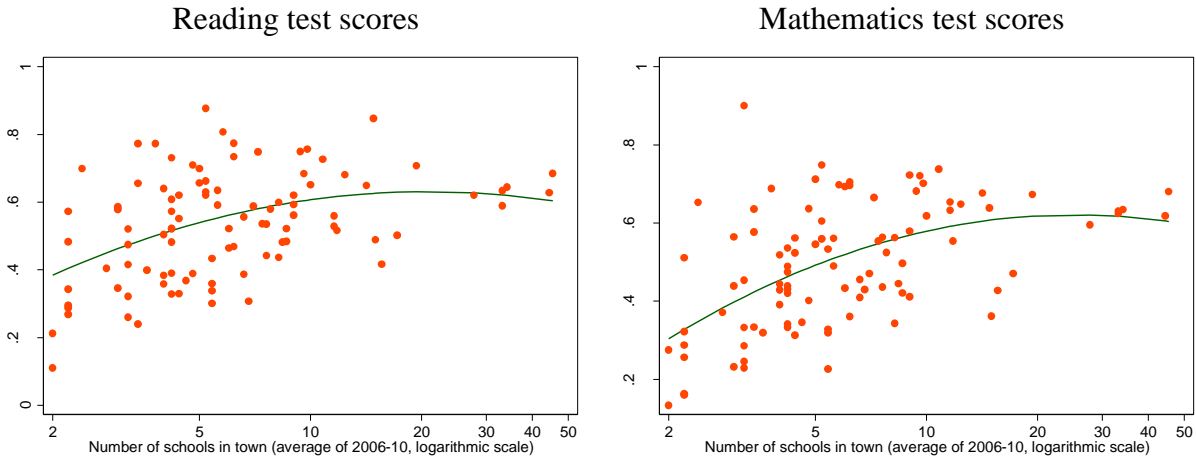 Reading test scores
Mathematics test scores
1
.8
.6
.4
.2
0
2 5 10 20 30 40 50
Number of schools in town (average of 2006-10, logarithmic scale)
1
.8
.6
.4
.2
2 5 10 20 30 40 50
Number of schools in town (average of 2006-10, logarithmic scale)